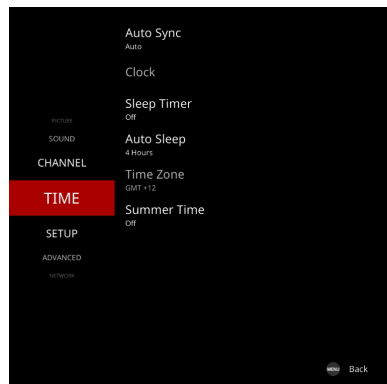 Auto Sync
Auto
Clock
Sleep Timer
Off
Auto Sleep
4 Hours
Time Zone
GMT +12
Summer Time
Off
PICTURE
SOUND
CHANNEL
TIME
SETUP
ADVANCED
NETWORK
MENU Back